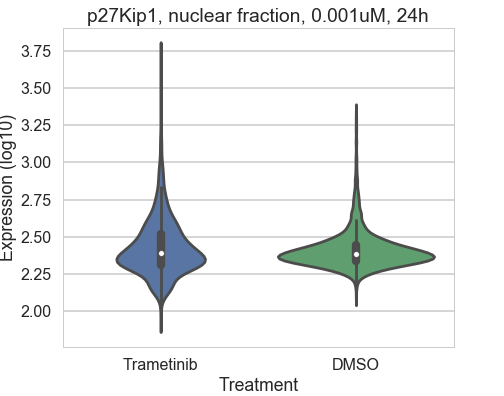 p27Kip1, nuclear fraction, 0.001uM, 24h
Expression (log10)
3.75
3.50
3.25
3.00
2.75
2.50
2.25
2.00
Trametinib
DMSO
Treatment